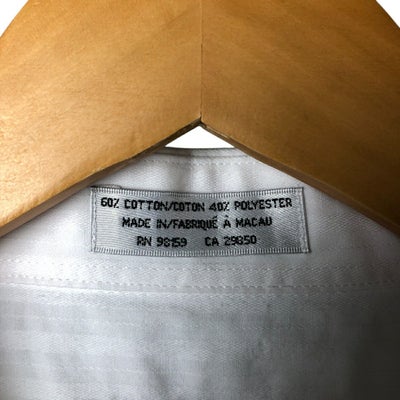 60% COTTON/COTON 40% POLYESTER
MADE IN/FABRIQUÉ À MACAU
RN 98159 CA 29850